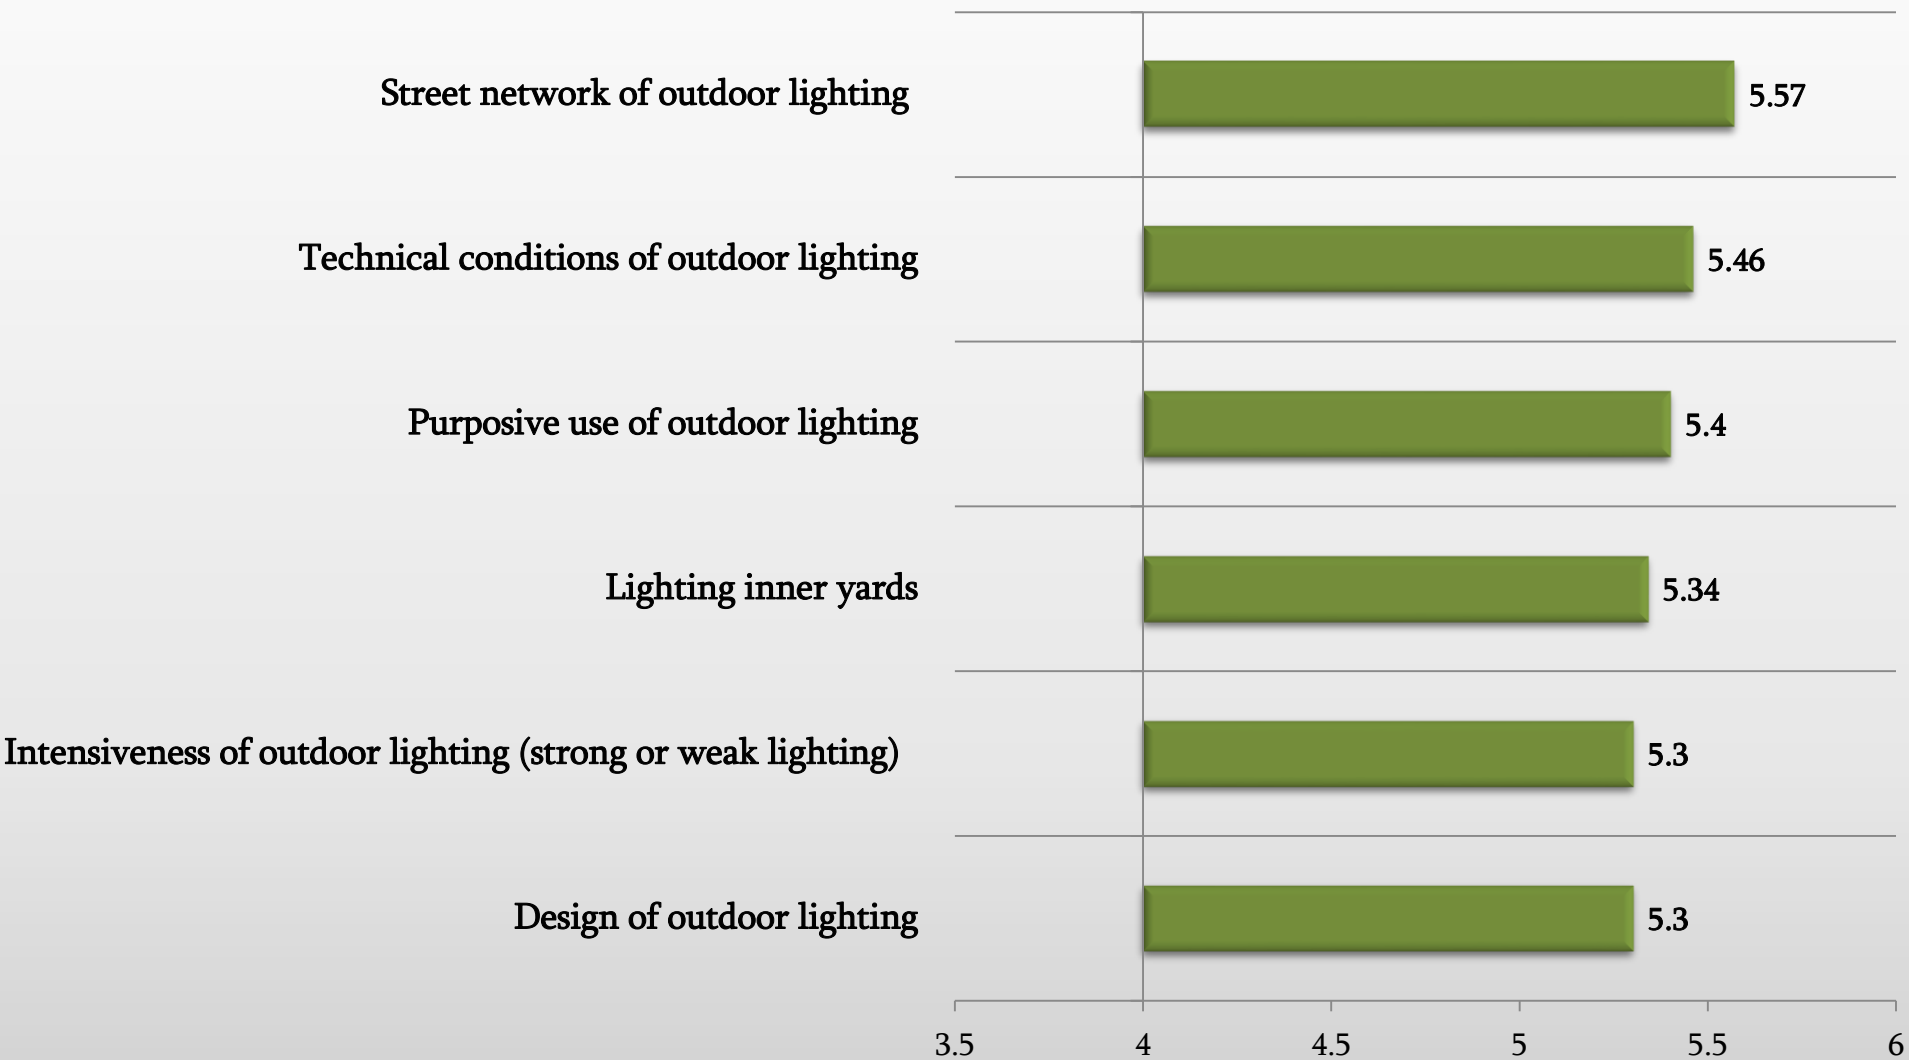 Street network of outdoor lighting
5.57
Technical conditions of outdoor lighting
5.46
Purposive use of outdoor lighting
5.4
Lighting inner yards
5.34
Intensiveness of outdoor lighting (strong or weak lighting)
5.3
Design of outdoor lighting
5.3
3.5 4 4.5 5 5.5 6